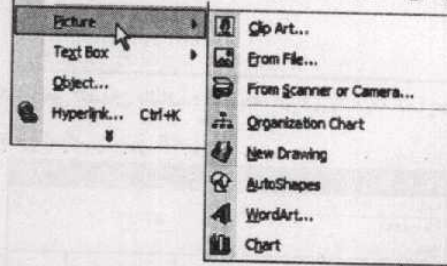 Picture
Text Box
Object...
Hyperlink... Ctrl+K
Clip Art...
From File...
From Scanner or Camera...
Organization Chart
New Drawing
AutoShapes
WordArt...
Chart